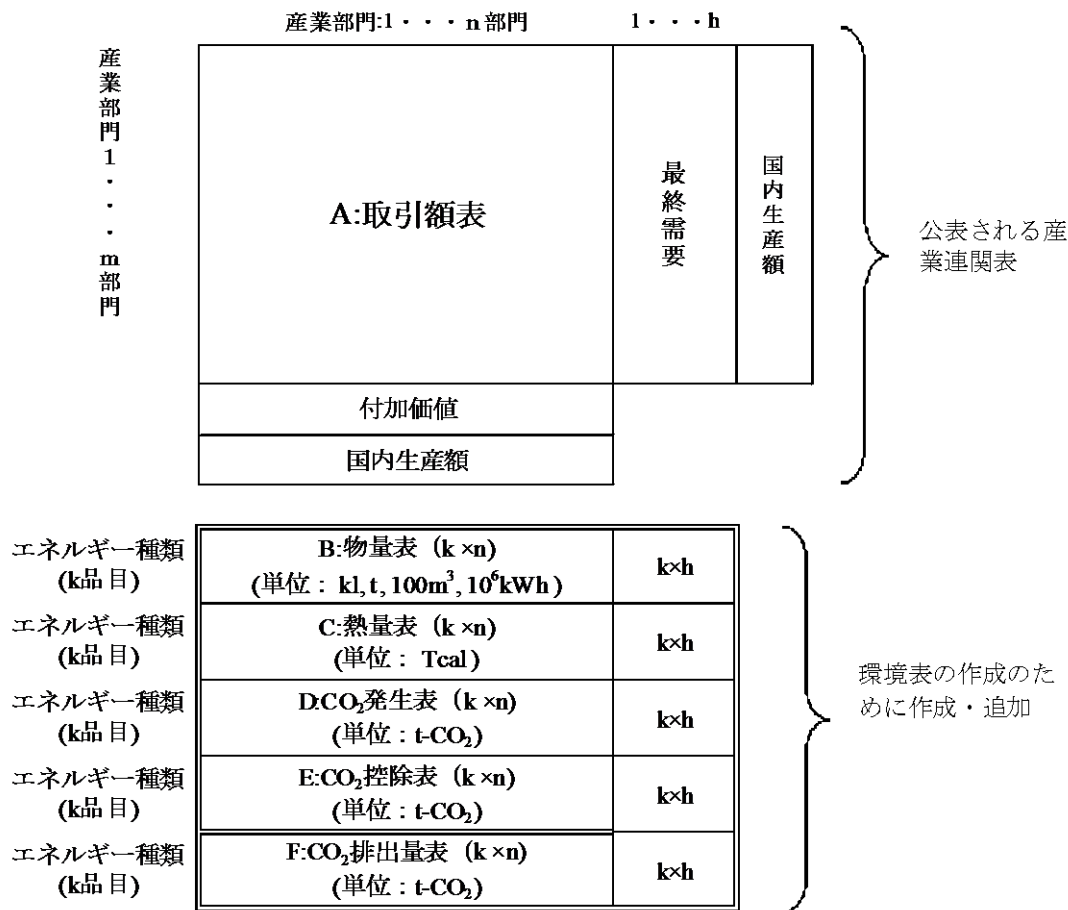 産業部門:1・・・n部門
1・・・h
産業部門1・・・m部門
A:取引額表
最終需要
国内生産額
公表される産
業連関表
付加価値
国内生産額
エネルギー種類
(k品目)
B:物量表（k×n）
(単位：kl, t, 100m³, 10⁶kWh)
k×h
エネルギー種類
(k品目)
C:熱量表（k×n）
(単位：Tcal)
k×h
エネルギー種類
(k品目)
D:CO₂発生表（k×n）
(単位：t-CO₂)
k×h
環境表の作成のた
めに作成・追加
エネルギー種類
(k品目)
E:CO₂控除表（k×n）
(単位：t-CO₂)
k×h
エネルギー種類
(k品目)
F:CO₂排出量表（k×n）
(単位：t-CO₂)
k×h